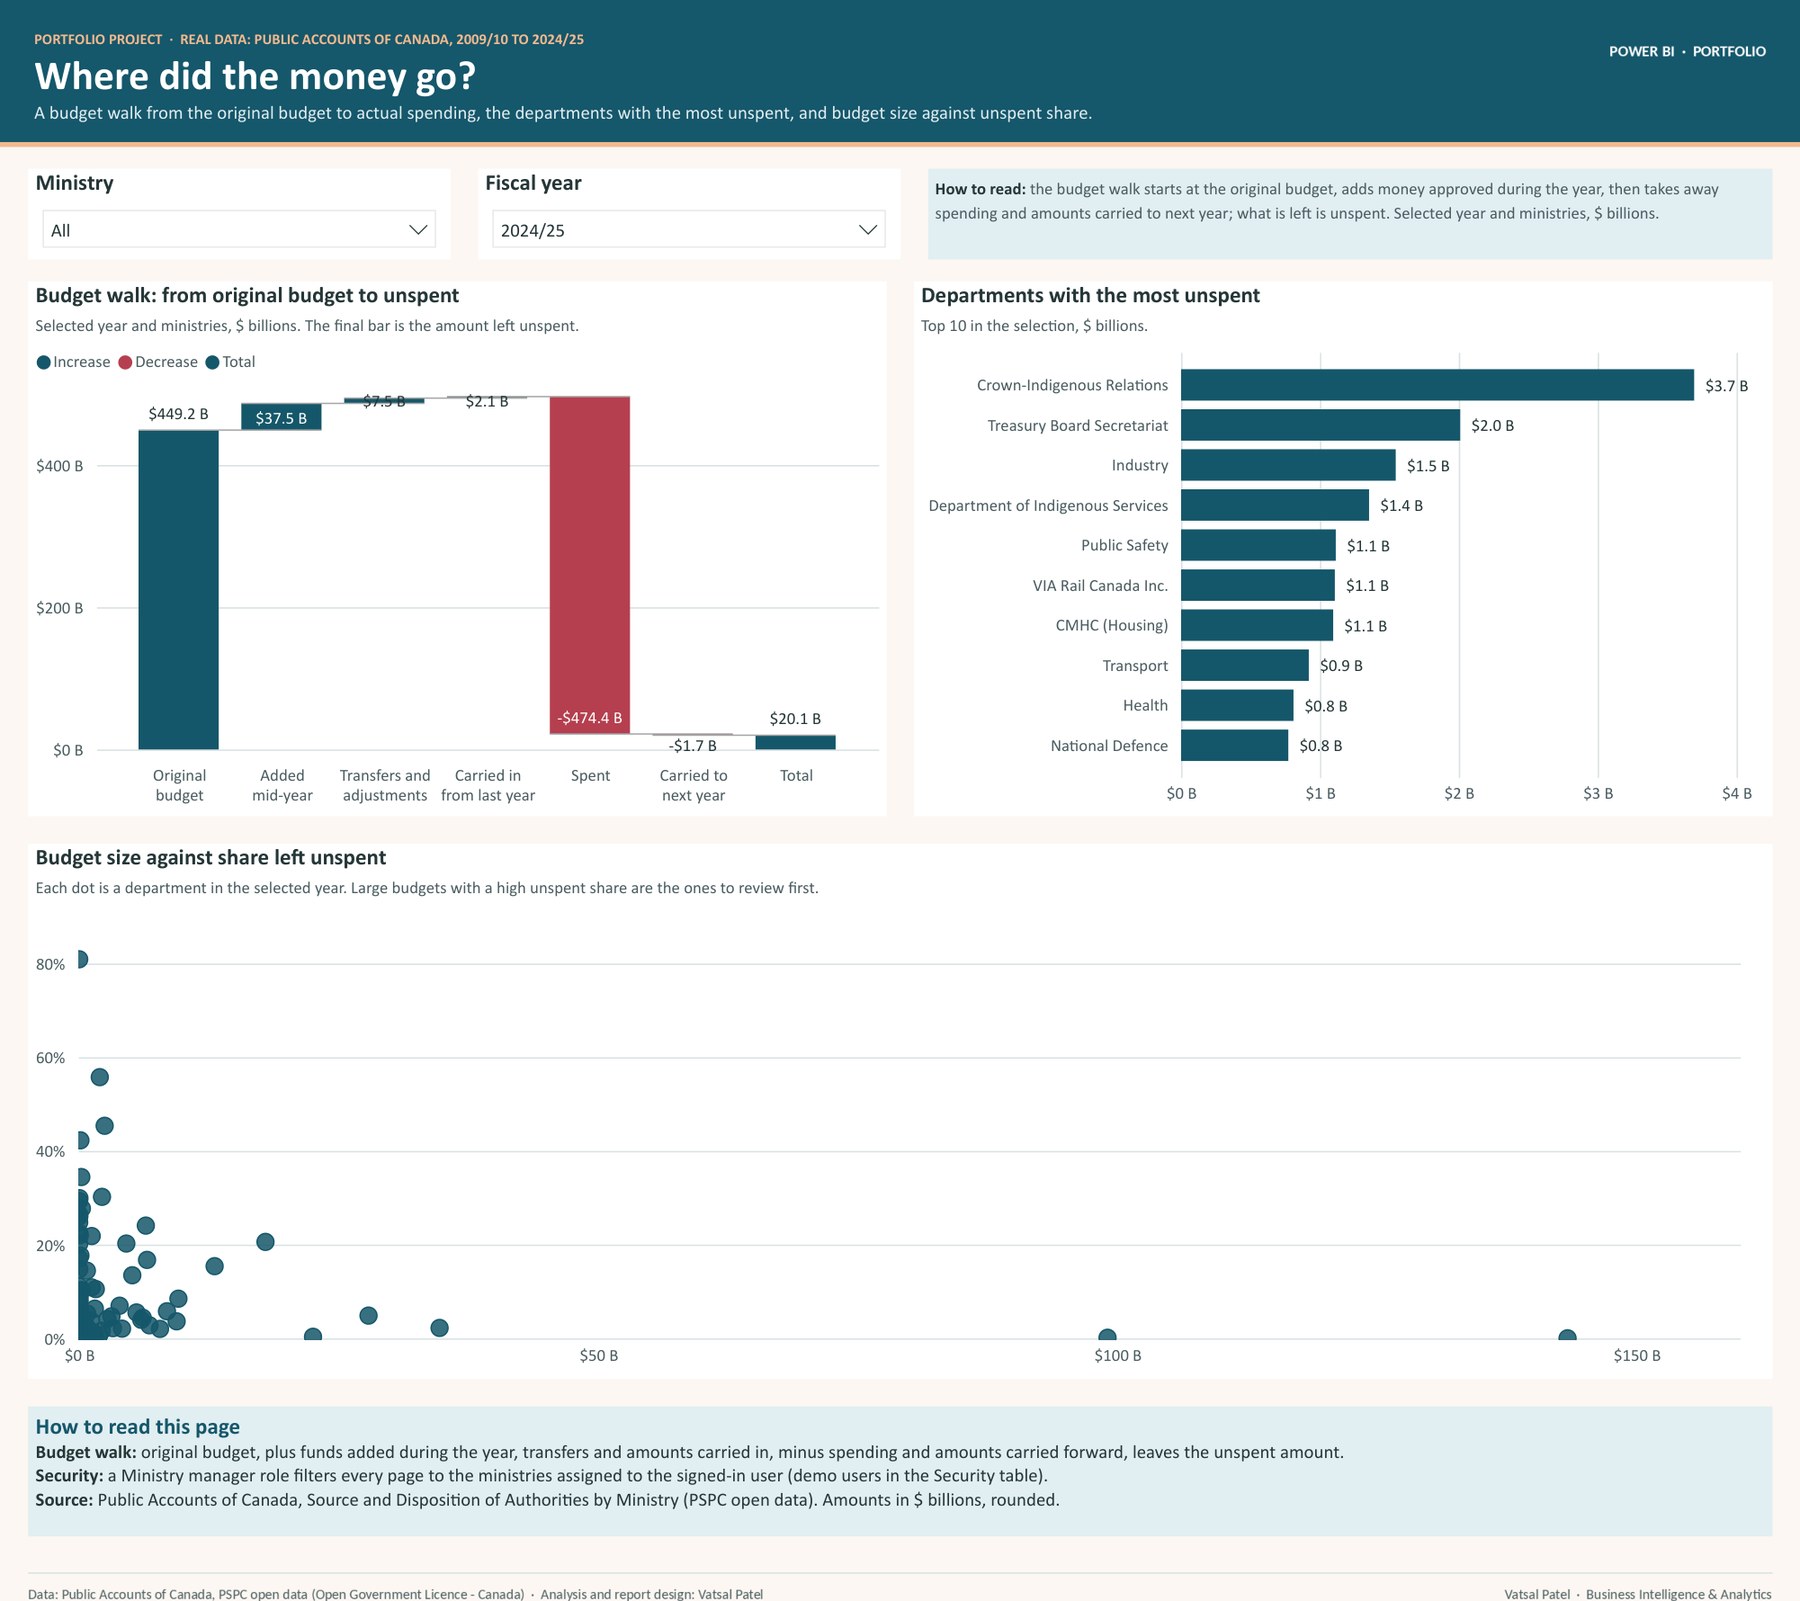 PORTFOLIO PROJECT · REAL DATA: PUBLIC ACCOUNTS OF CANADA, 2009/10 TO 2024/25
POWER BI · PORTFOLIO
Where did the money go?
A budget walk from the original budget to actual spending, the departments with the most unspent, and budget size against unspent share.
Ministry
All
Fiscal year
2024/25
How to read: the budget walk starts at the original budget, adds money approved during the year, then takes away
spending and amounts carried to next year; what is left is unspent. Selected year and ministries, $ billions.
Budget walk: from original budget to unspent
Selected year and ministries, $ billions. The final bar is the amount left unspent.
Increase Decrease Total
$449.2 B
$37.5 B
$7.5 B
$2.1 B
-$474.4 B
-$1.7 B
$20.1 B
$400 B
$200 B
$0 B
Original
budget
Added
mid-year
Transfers and
adjustments
Carried in
from last year
Spent
Carried to
next year
Total
Departments with the most unspent
Top 10 in the selection, $ billions.
Crown-Indigenous Relations $3.7 B
Treasury Board Secretariat $2.0 B
Industry $1.5 B
Department of Indigenous Services $1.4 B
Public Safety $1.1 B
VIA Rail Canada Inc. $1.1 B
CMHC (Housing) $1.1 B
Transport $0.9 B
Health $0.8 B
National Defence $0.8 B
$0 B $1 B $2 B $3 B $4 B
Budget size against share left unspent
Each dot is a department in the selected year. Large budgets with a high unspent share are the ones to review first.
80%
60%
40%
20%
0%
$0 B $50 B $100 B $150 B
How to read this page
Budget walk: original budget, plus funds added during the year, transfers and amounts carried in, minus spending and amounts carried forward, leaves the unspent amount.
Security: a Ministry manager role filters every page to the ministries assigned to the signed-in user (demo users in the Security table).
Source: Public Accounts of Canada, Source and Disposition of Authorities by Ministry (PSPC open data). Amounts in $ billions, rounded.
Data: Public Accounts of Canada, PSPC open data (Open Government Licence - Canada) · Analysis and report design: Vatsal Patel
Vatsal Patel · Business Intelligence & Analytics